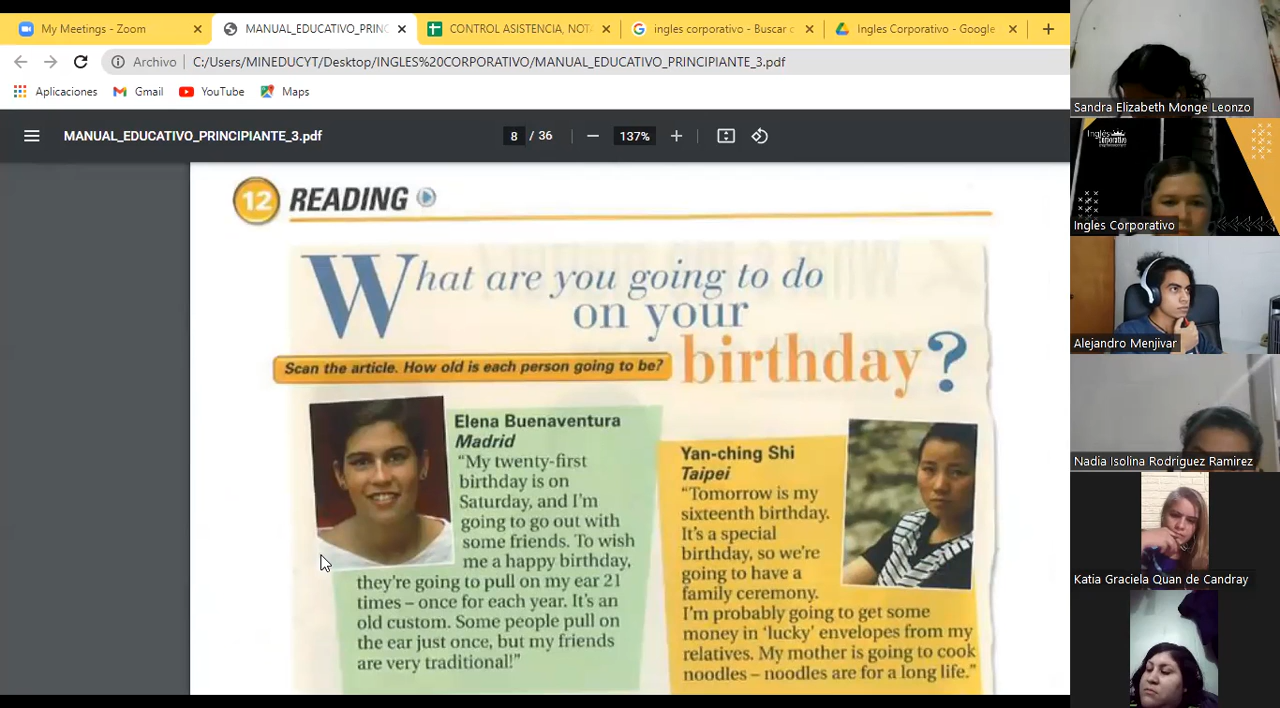 My Meetings - Zoom
MANUAL_EDUCATIVO_PRINC
CONTROL ASISTENCIA, NOT
ingles corporativo - Buscar c
Ingles Corporativo - Google
Archivo
C:/Users/MINEDUCYT/Desktop/INGLES%20CORPORATIVO/MANUAL_EDUCATIVO_PRINCIPIANTE_3.pdf
Aplicaciones
Gmail
YouTube
Maps
MANUAL_EDUCATIVO_PRINCIPIANTE_3.pdf
8 / 36
137%
12 READING
What are you going to do
on your
birthday?
Scan the article. How old is each person going to be?
Elena Buenaventura
Madrid
"My twenty-first
birthday is on
Saturday, and I'm
going to go out with
some friends. To wish
me a happy birthday,
they're going to pull on my ear 21
times – once for each year. It's an
old custom. Some people pull on
the ear just once, but my friends
are very traditional!"
Yan-ching Shi
Taipei
"Tomorrow is my
sixteenth birthday.
It's a special
birthday, so we're
going to have a
family ceremony.
I'm probably going to get some
money in 'lucky' envelopes from my
relatives. My mother is going to cook
noodles – noodles are for a long life."
Sandra Elizabeth Monge Leonzo
Inglés
Corporativo
Ingles Corporativo
Alejandro Menjivar
Nadia Isolina Rodriguez Ramirez
Katia Graciela Quan de Candray